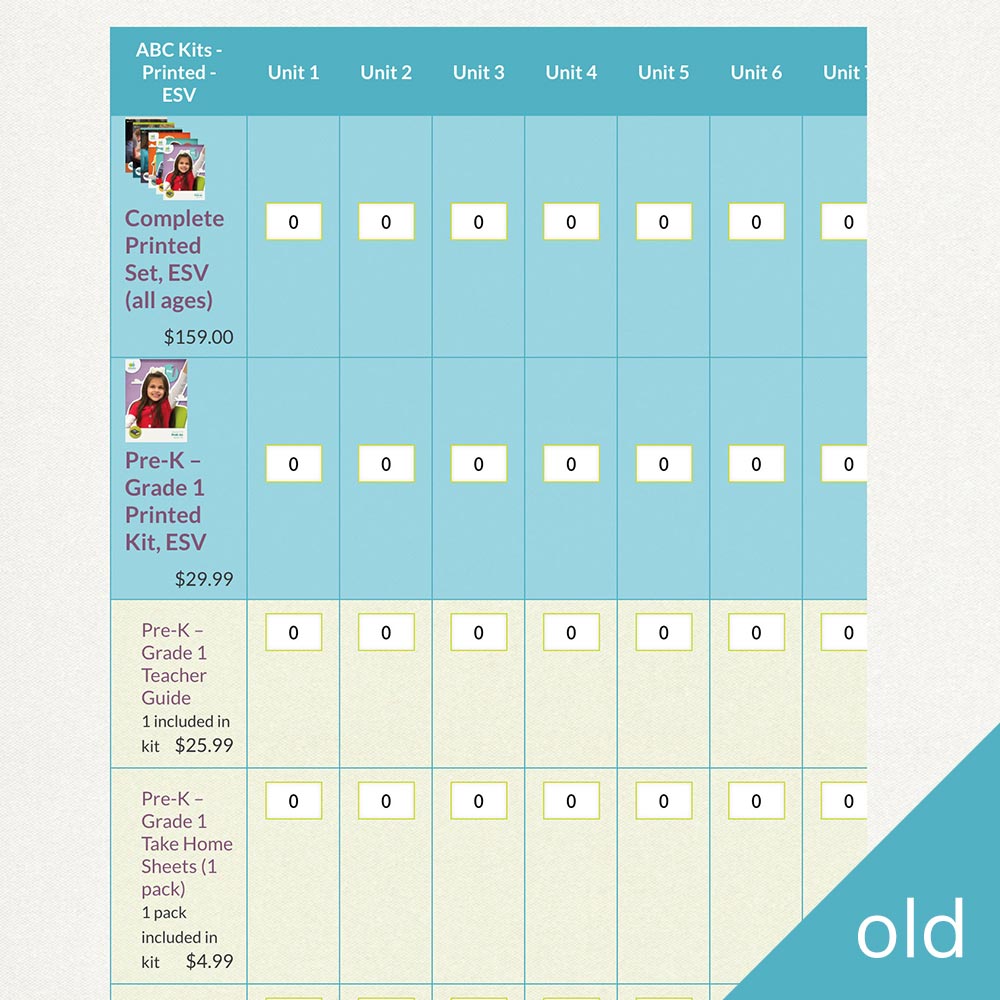 ABC Kits -
Printed -
ESV
Unit 1 Unit 2 Unit 3 Unit 4 Unit 5 Unit 6 Unit
Complete
Printed
Set, ESV
(all ages)
$159.00
0 0 0 0 0 0 0
Pre-K –
Grade 1
Printed
Kit, ESV
$29.99
0 0 0 0 0 0 0
Pre-K –
Grade 1
Teacher
Guide
1 included in
kit $25.99
0 0 0 0 0 0 0
Pre-K –
Grade 1
Take Home
Sheets (1
pack)
1 pack
included in
kit $4.99
0 0 0 0 0 0 0
old